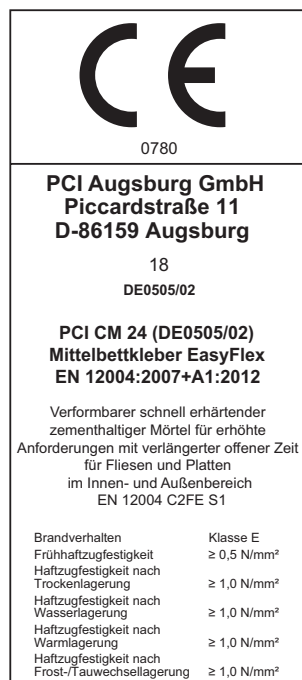 CE
0780
PCI Augsburg GmbH
Piccardstraße 11
D-86159 Augsburg
18
DE0505/02
PCI CM 24 (DE0505/02)
Mittelbettkleber EasyFlex
EN 12004:2007+A1:2012
Verformbarer schnell erhärtender
zementhaltiger Mörtel für erhöhte
Anforderungen mit verlängerter offener Zeit
für Fliesen und Platten
im Innen- und Außenbereich
EN 12004 C2FE S1
Brandverhalten Klasse E
Frühhaftzugfestigkeit ≥ 0,5 N/mm²
Haftzugfestigkeit nach
Trockenlagerung ≥ 1,0 N/mm²
Haftzugfestigkeit nach
Wasserlagerung ≥ 1,0 N/mm²
Haftzugfestigkeit nach
Warmlagerung ≥ 1,0 N/mm²
Haftzugfestigkeit nach
Frost-/Tauwechsellagerung ≥ 1,0 N/mm²